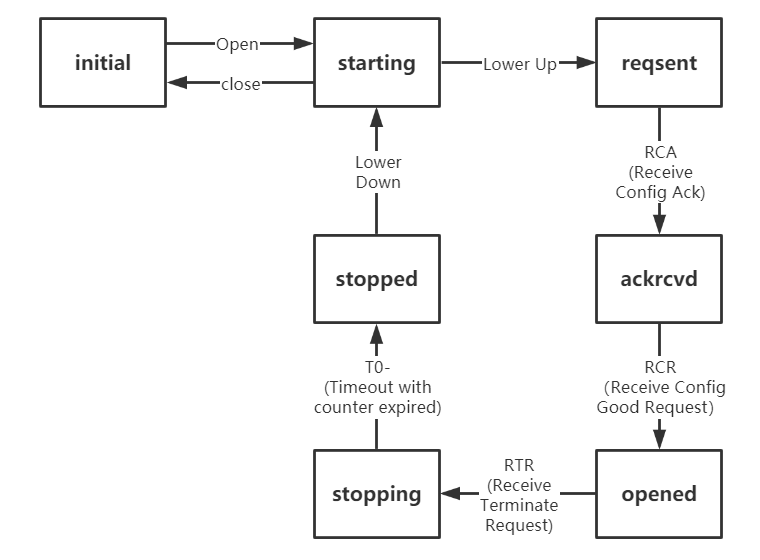 initial
Open
close
starting
Lower Up
reqsent
RCA
(Receive
Config Ack)
Lower
Down
stopped
ackrcvd
RCR
(Receive Config
Good Request)
T0-
(Timeout with
counter expired)
stopping
RTR
(Receive
Terminate
Request)
opened